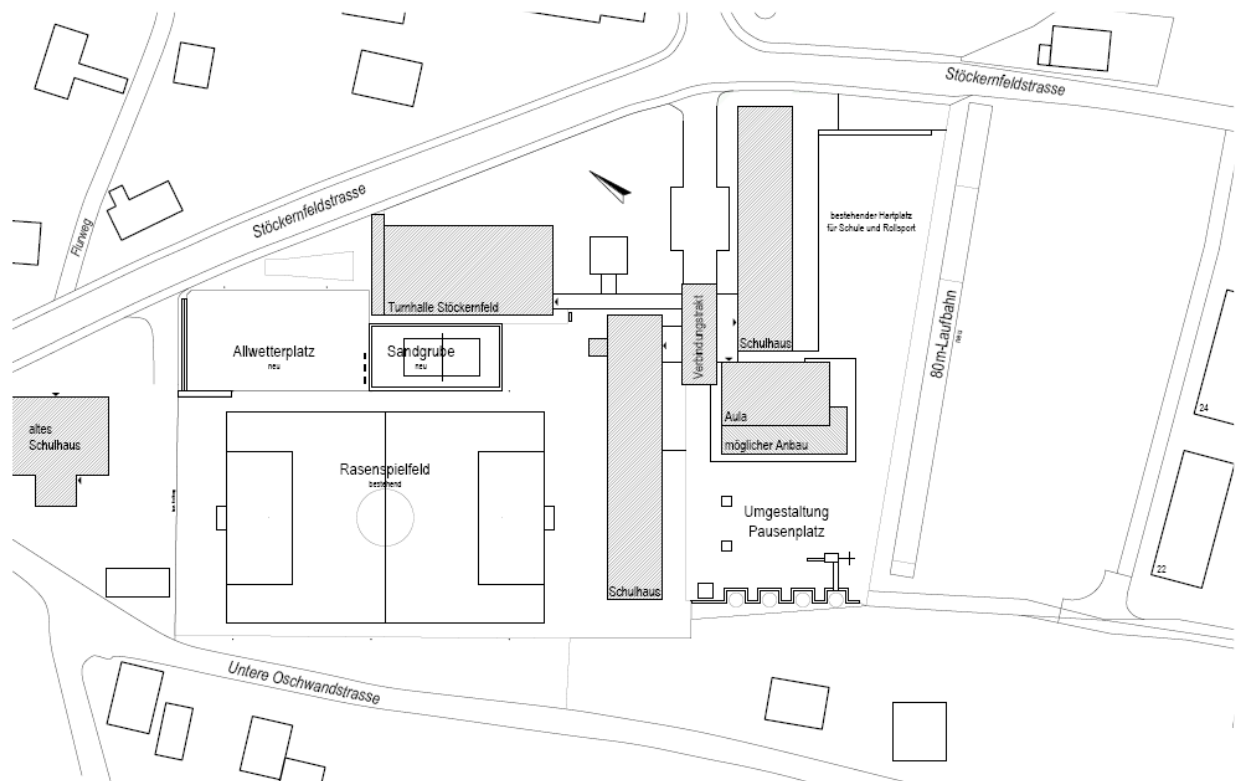 Stöckernfeldstrasse
Stöckernfeldstrasse
Flurweg
bestehender Hartplatz
für Schule und Rollsport
Turnhalle Stöckernfeld
Verbindungstrakt
Schulhaus
80m-Laufbahn
neu
Allwetterplatz
neu
Sandgrube
neu
Aula
möglicher Anbau
altes
Schulhaus
24
Rasenspielfeld
bestehend
Umgestaltung
Pausenplatz
22
Schulhaus
Untere Oschwandstrasse